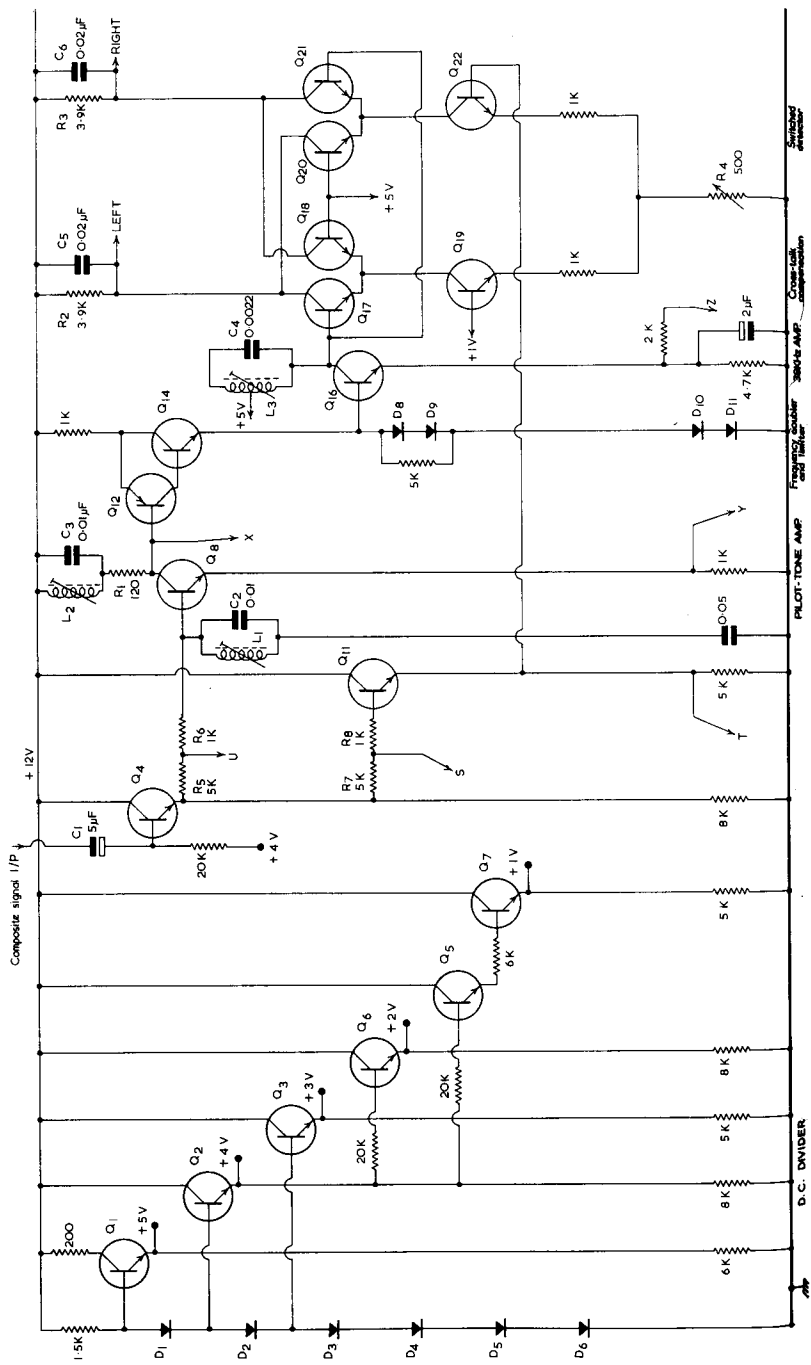 Composite signal I/P
+12V
1·5K
200
Q1
+5V
Q2
+4V
Q3
+3V
Q6
+2V
20K
Q5
20K
6K
Q7
+1V
D1
D2
D3
D4
D5
D6
6K
8K
5K
8K
5K
D.C. DIVIDER
C1
5µF
20K
+4V
Q4
R5
5K
R6
1K
U
R7
5K
R8
1K
S
8K
Q11
T
5K
L1
C2
0·01
0·05
L2
C3
0·01µF
R1
120
Q8
X
Y
1K
PILOT-TONE AMP.
Q12
Q14
1K
5K
D8
D9
D10
D11
Frequency doubler
and limiter
+5V
L3
C4
0·0022
Q16
2K
Z
4·7K
2µF
38KHz AMP
R2
3·9K
C5
0·02µF
LEFT
Q17
Q18
+5V
Q19
+1V
1K
Cross-talk
R3
3·9K
C6
0·02µF
RIGHT
Q20
Q21
Q22
1K
R4
500
Switched
detector